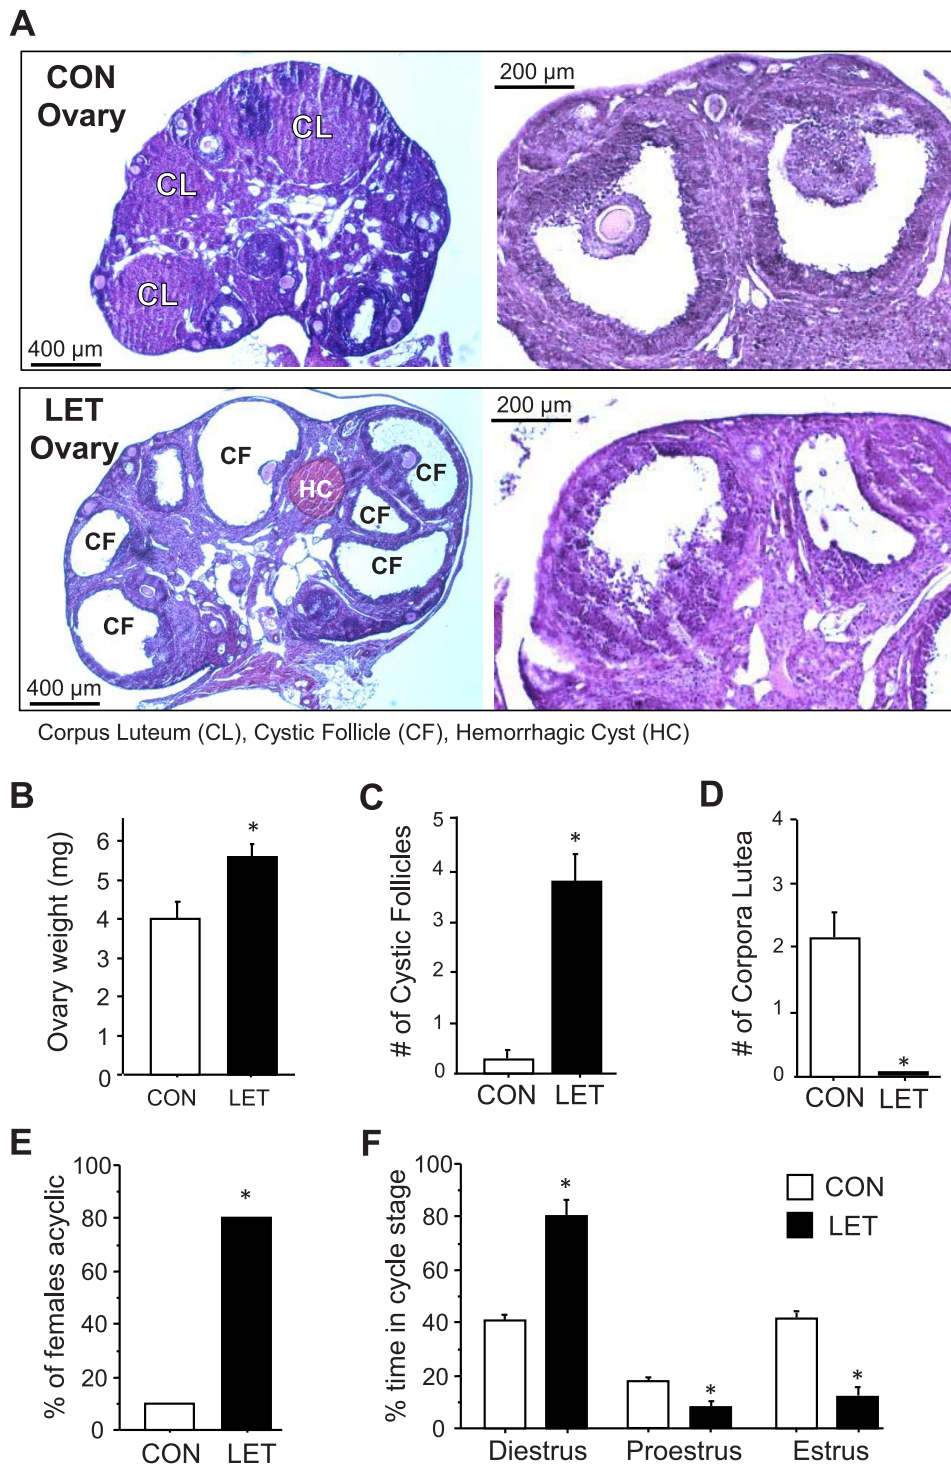 A
CON
Ovary
CL
CL
CL
400 µm
200 µm
LET
Ovary
CF
HC
CF
CF
CF
CF
CF
400 µm
200 µm
Corpus Luteum (CL), Cystic Follicle (CF), Hemorrhagic Cyst (HC)
B
Ovary weight (mg)
6
5
4
3
2
1
0
*
CON LET
C
# of Cystic Follicles
5
4
3
2
1
0
*
CON LET
D
# of Corpora Lutea
4
3
2
1
0
*
CON LET
E
% of females acyclic
100
80
60
40
20
0
*
CON LET
F
% time in cycle stage
100
80
60
40
20
0
*
*
*
CON
LET
Diestrus Proestrus Estrus